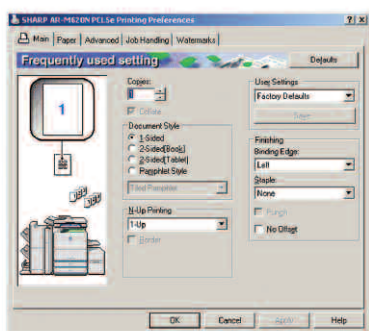 SHARP AR-M620N PCL5e Printing Preferences
Main Paper Advanced Job Handling Watermarks
Frequently used setting
Defaults
Copies:
1
Collate
Document Style
1-Sided
2-Sided(Book)
2-Sided(Tablet)
Pamphlet Style
Tiled Pamphlet
N-Up Printing
1-Up
Border
User Settings
Factory Defaults
Save
Finishing
Binding Edge:
Left
Staple:
None
Punch
No Offset
1
OK Cancel Apply Help